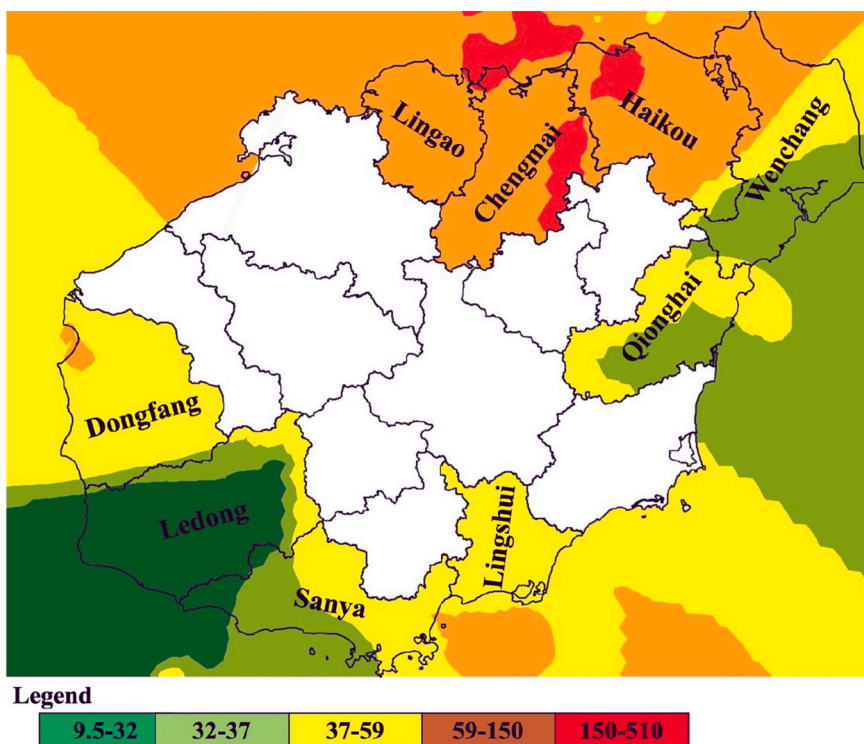 Lingao
Chengmai
Haikou
Wenchang
Qionghai
Dongfang
Ledong
Sanya
Lingshui
Legend
9.5-32 32-37 37-59 59-150 150-510